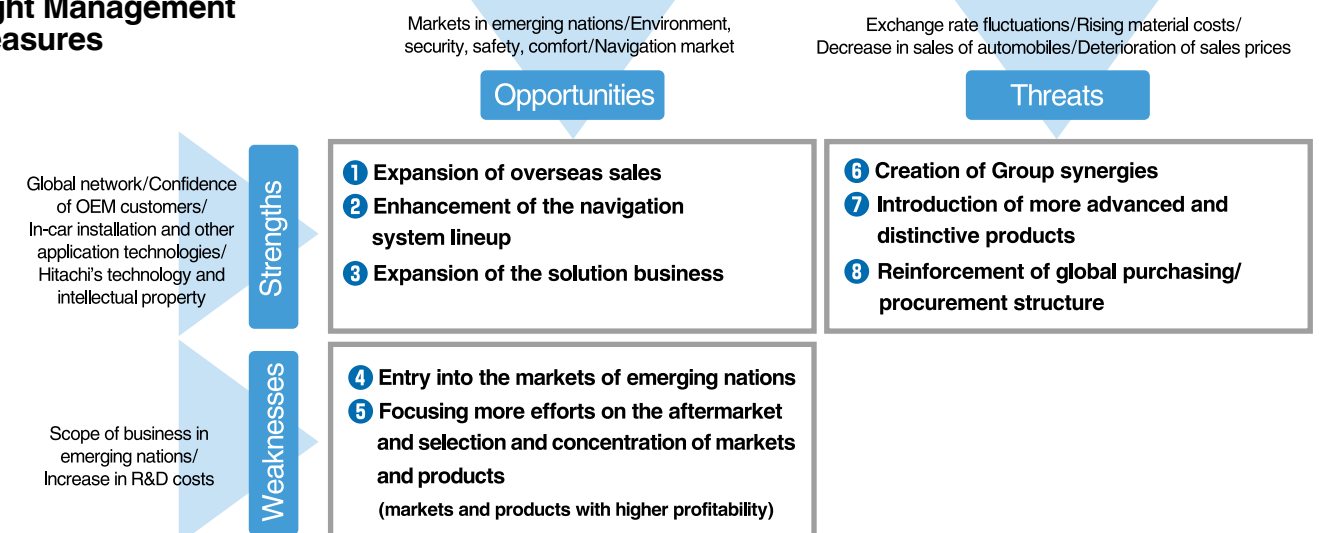 ght Management
easures
Markets in emerging nations/Environment,
security, safety, comfort/Navigation market
Exchange rate fluctuations/Rising material costs/
Decrease in sales of automobiles/Deterioration of sales prices
Opportunities
Threats
Global network/Confidence
of OEM customers/
In-car installation and other
application technologies/
Hitachi's technology and
intellectual property
Strengths
1 Expansion of overseas sales
2 Enhancement of the navigation
system lineup
3 Expansion of the solution business
6 Creation of Group synergies
7 Introduction of more advanced and
distinctive products
8 Reinforcement of global purchasing/
procurement structure
Scope of business in
emerging nations/
Increase in R&D costs
Weaknesses
4 Entry into the markets of emerging nations
5 Focusing more efforts on the aftermarket
and selection and concentration of markets
and products
(markets and products with higher profitability)